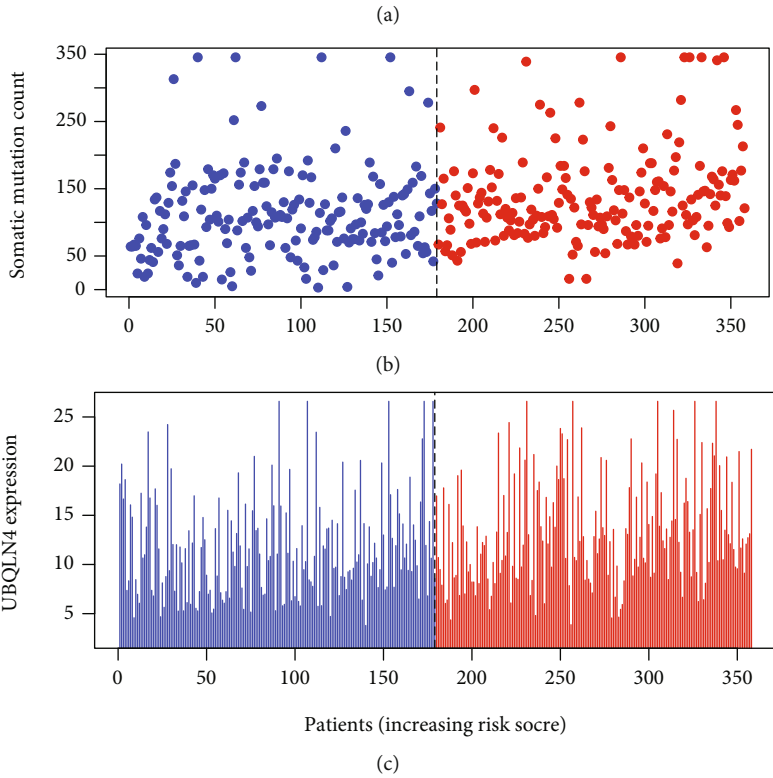 (a)
Somatic mutation count
350
250
150
50
0
0 50 100 150 200 250 300 350
(b)
UBQLN4 expression
25
20
15
10
5
0 50 100 150 200 250 300 350
Patients (increasing risk socre)
(c)